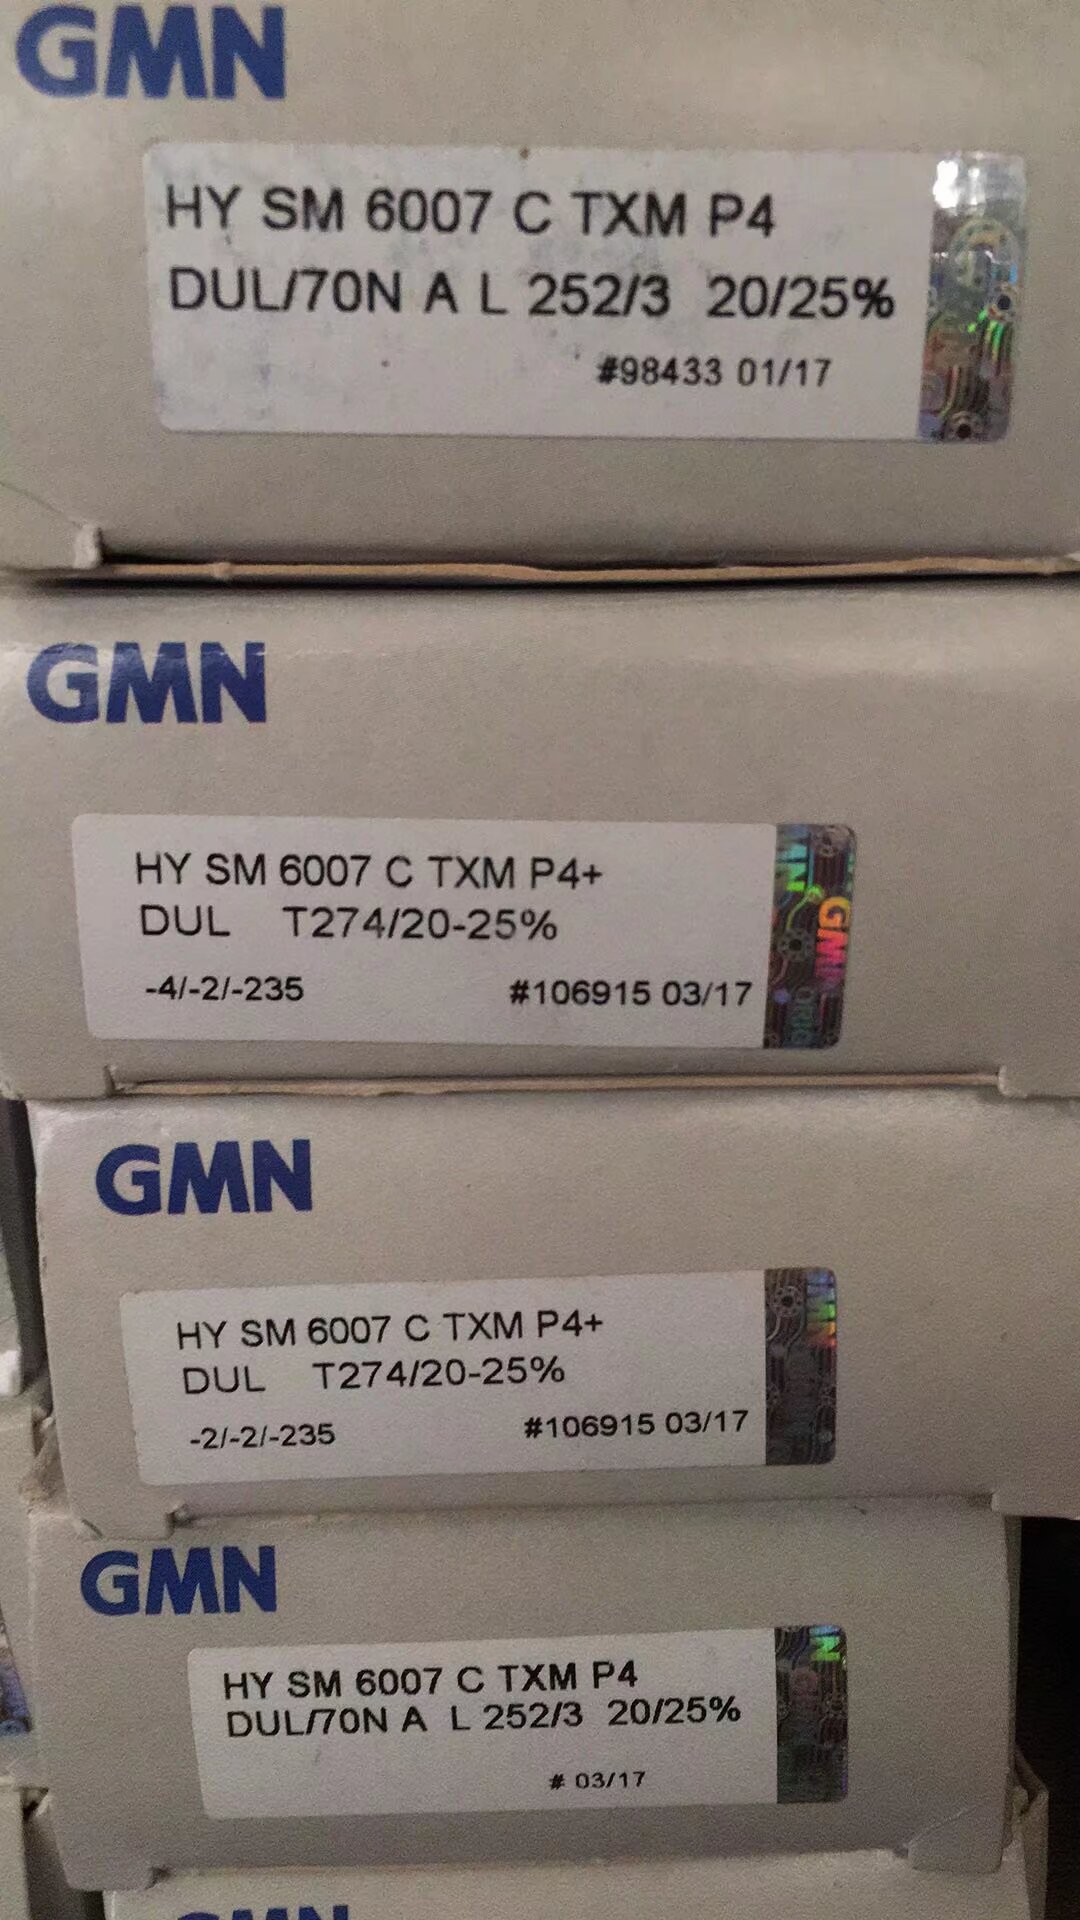 GMN
HY SM 6007 C TXM P4
DUL/70N A L 252/3 20/25%
#98433 01/17
GMN
HY SM 6007 C TXM P4+
DUL T274/20-25%
-4/-2/-235 #106915 03/17
GMN
GMN
HY SM 6007 C TXM P4+
DUL T274/20-25%
-2/-2/-235 #106915 03/17
GMN
HY SM 6007 C TXM P4
DUL/70N A L 252/3 20/25%
# 03/17
GMN